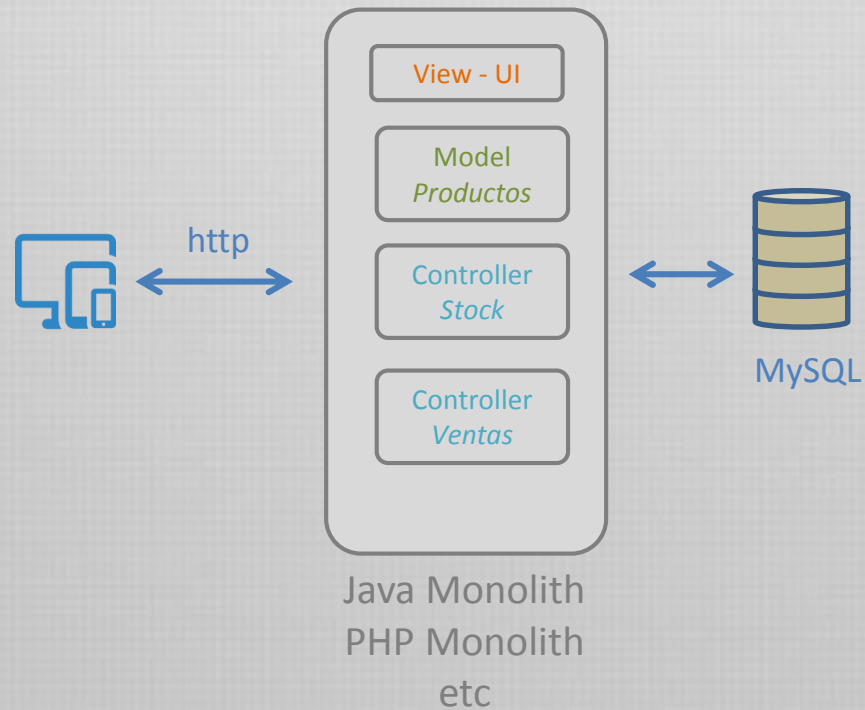 View - UI
Model
Productos
http
Controller
Stock
MySQL
Controller
Ventas
Java Monolith
PHP Monolith
etc